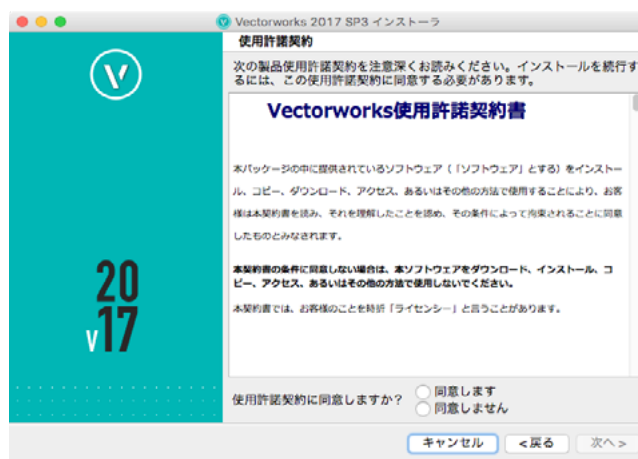 Vectorworks 2017 SP3 インストーラ
使用許諾契約
次の製品使用許諾契約を注意深くお読みください。インストールを続行す
るには、この使用許諾契約に同意する必要があります。
Vectorworks使用許諾契約書
本パッケージの中に提供されているソフトウェア（「ソフトウェア」とする）をインストー
ル、コピー、ダウンロード、アクセス、あるいはその他の方法で使用することにより、お客
様は本契約書を読み、それを理解したことを認め、その条件によって拘束されることに同意
したものとみなされます。
本契約書の条件に同意しない場合は、本ソフトウェアをダウンロード、インストール、コ
ピー、アクセス、あるいはその他の方法で使用しないでください。
本契約書では、お客様のことを時折「ライセンシー」と言うことがあります。
20
v17
使用許諾契約に同意しますか？
同意します
同意しません
キャンセル
<戻る
次へ >